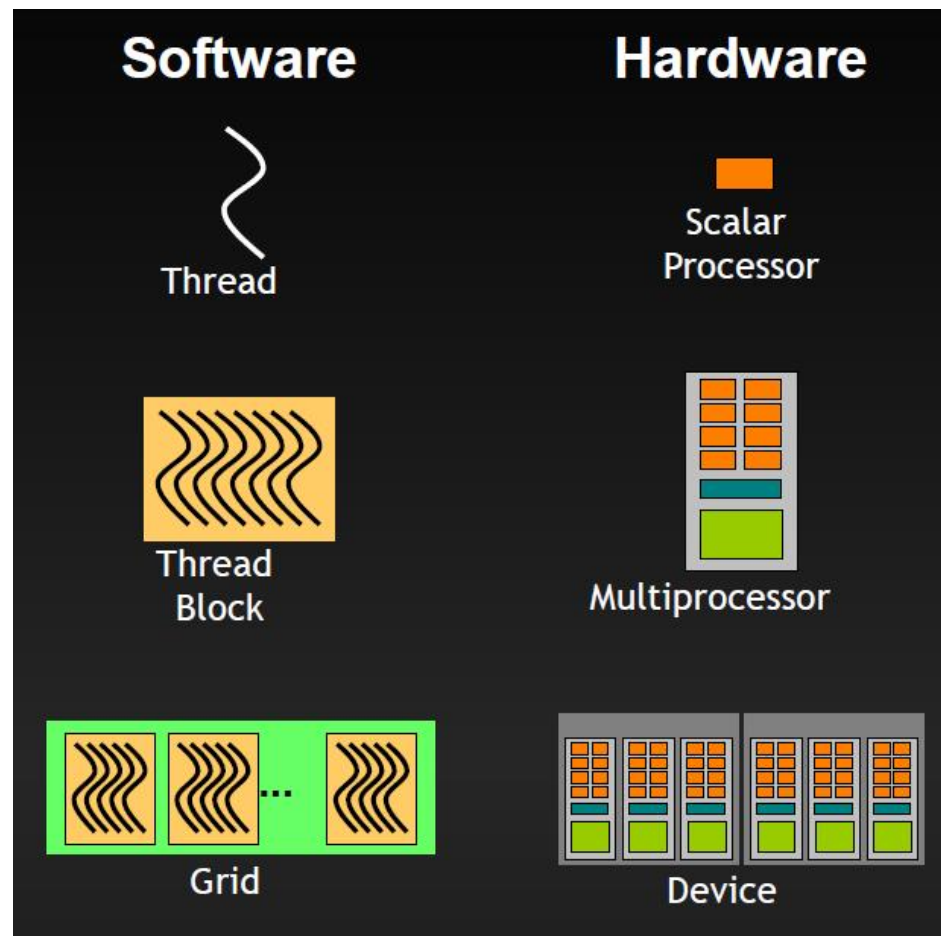 Software
Hardware
Thread
Scalar
Processor
Thread
Block
Multiprocessor
...
Grid
Device